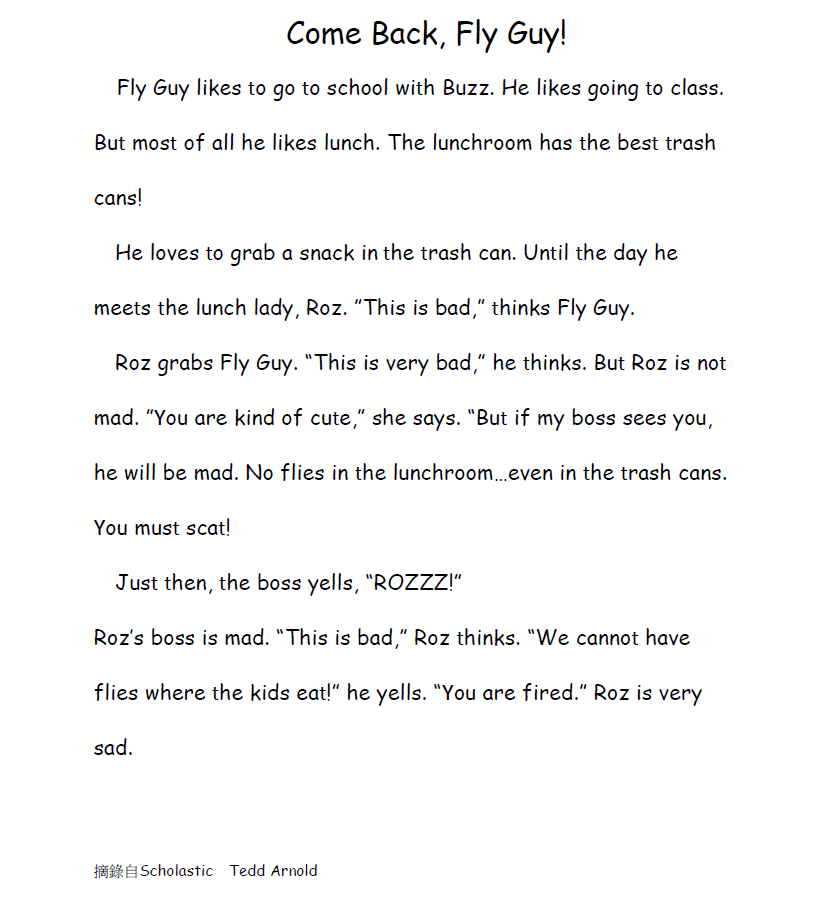 Come Back, Fly Guy!
Fly Guy likes to go to school with Buzz. He likes going to class.
But most of all he likes lunch. The lunchroom has the best trash
cans!
He loves to grab a snack in the trash can. Until the day he
meets the lunch lady, Roz. ”This is bad,” thinks Fly Guy.
Roz grabs Fly Guy. “This is very bad,” he thinks. But Roz is not
mad. ”You are kind of cute,” she says. “But if my boss sees you,
he will be mad. No flies in the lunchroom…even in the trash cans.
You must scat!
Just then, the boss yells, “ROZZZ!”
Roz’s boss is mad. “This is bad,” Roz thinks. “We cannot have
flies where the kids eat!” he yells. “You are fired.” Roz is very
sad.
摘錄自Scholastic Tedd Arnold